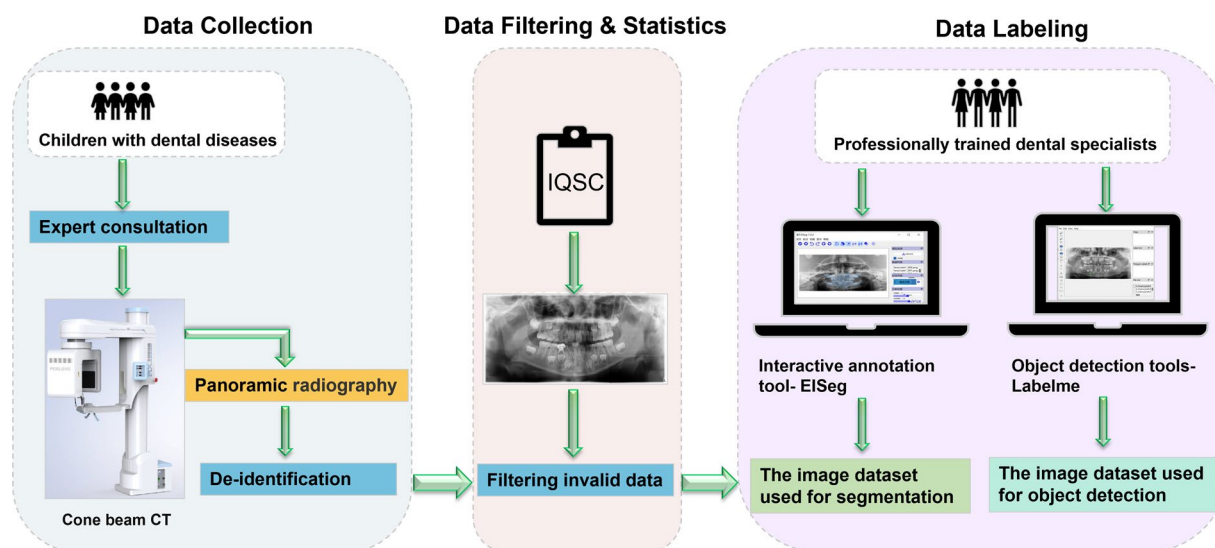 Data Collection
Data Filtering & Statistics
Data Labeling
Children with dental diseases
Expert consultation
Panoramic radiography
De-identification
Cone beam CT
IQSC
Filtering invalid data
Professionally trained dental specialists
Interactive annotation
tool- EISeg
Object detection tools-
Labelme
The image dataset
used for segmentation
The image dataset used
for object detection